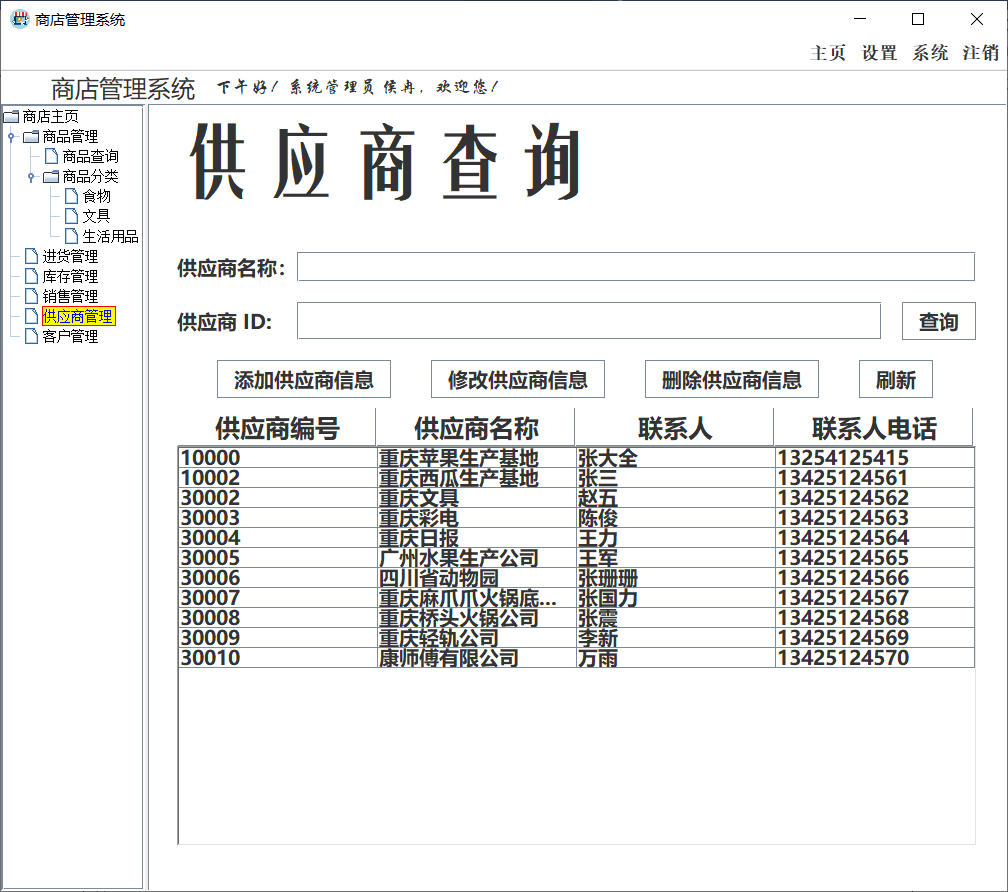 商店管理系统
主页 设置 系统 注销
商店管理系统 下午好！系统管理员侯冉，欢迎您！
商店主页
商品管理
商品查询
商品分类
食物
文具
生活用品
进货管理
库存管理
销售管理
供应商管理
客户管理
供应商查询
供应商名称：
供应商 ID: 查询
添加供应商信息 修改供应商信息 删除供应商信息 刷新
供应商编号 供应商名称 联系人 联系人电话
10000 重庆苹果生产基地 张大全 13254125415
10002 重庆西瓜生产基地 张三 13425124561
30002 重庆文具 赵五 13425124562
30003 重庆彩电 陈俊 13425124563
30004 重庆日报 王力 13425124564
30005 广州水果生产公司 王军 13425124565
30006 四川省动物园 张珊珊 13425124566
30007 重庆麻爪爪火锅底... 张国力 13425124567
30008 重庆桥头火锅公司 张震 13425124568
30009 重庆轻轨公司 李新 13425124569
30010 康师傅有限公司 万雨 13425124570